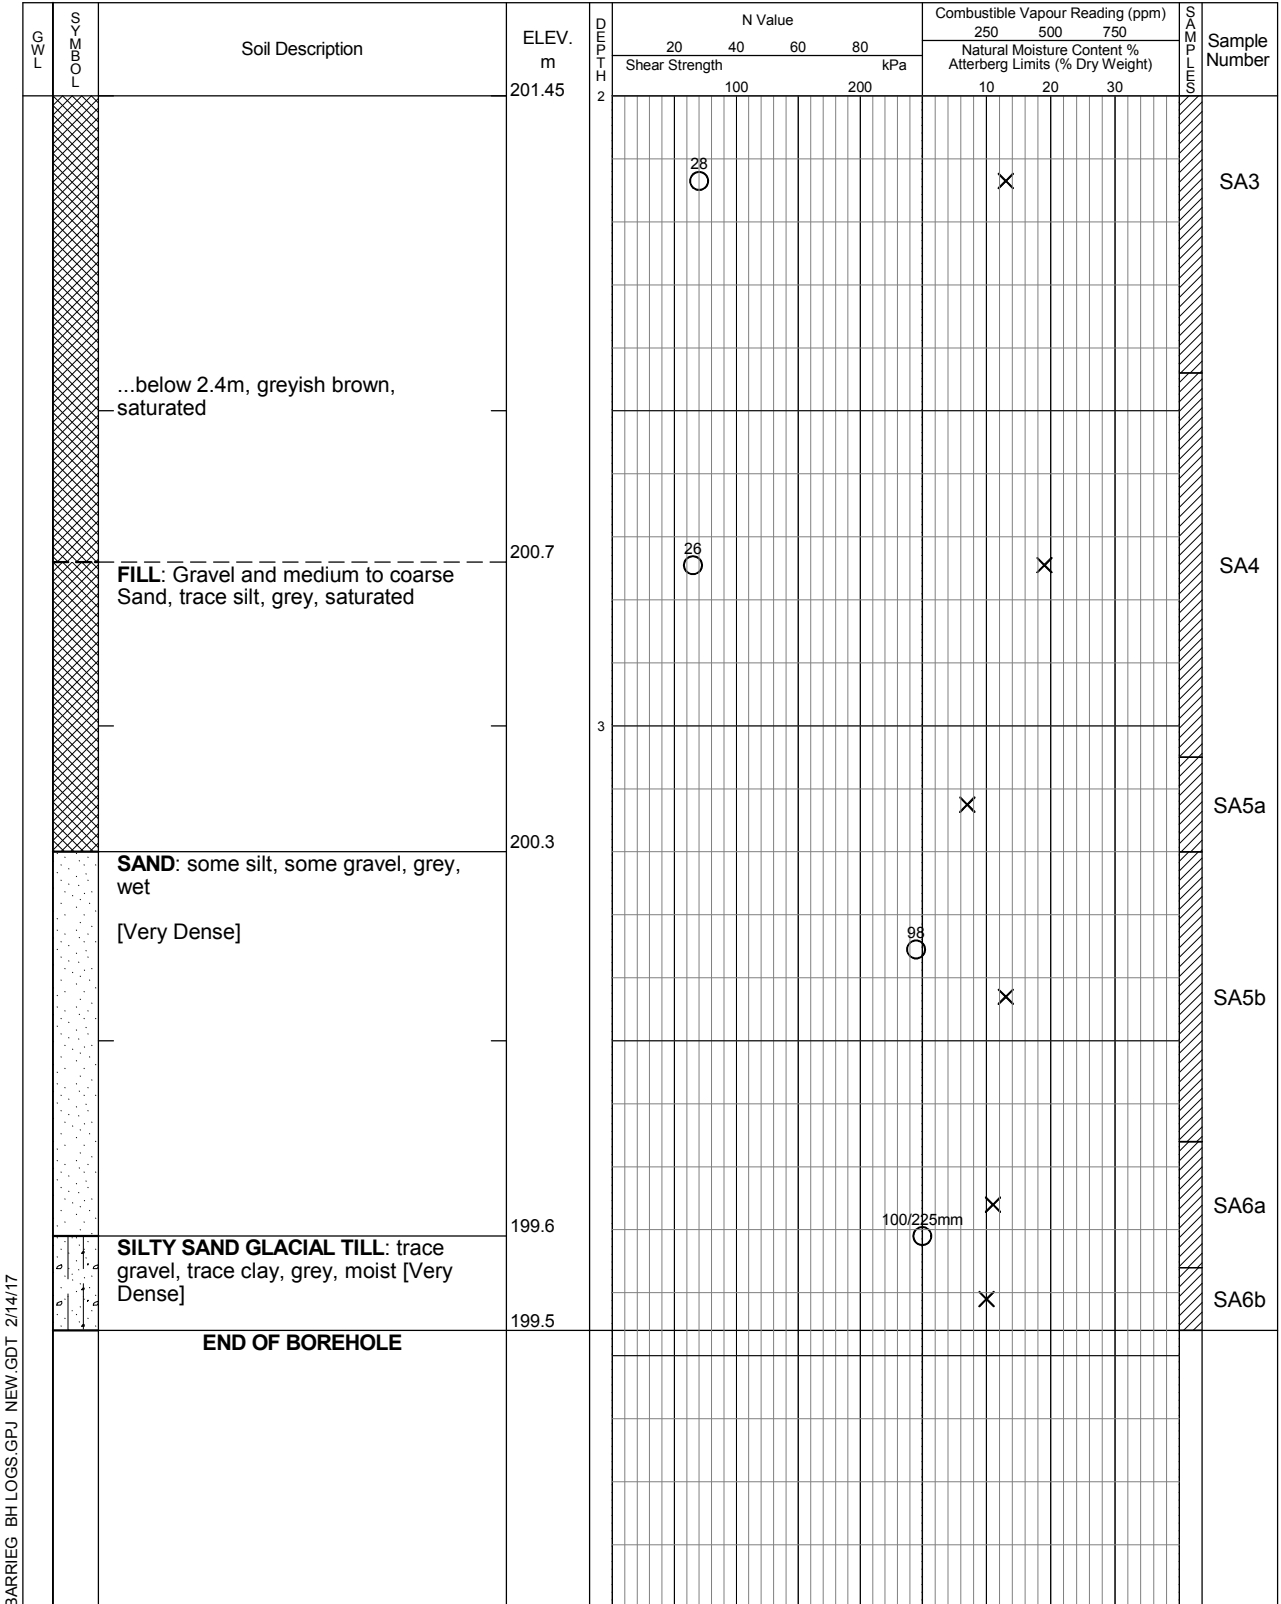 GWL
SYMBOL
Soil Description
ELEV.
m
DEPTH
N Value
20 40 60 80
Shear Strength kPa
100 200
Combustible Vapour Reading (ppm)
250 500 750
Natural Moisture Content %
Atterberg Limits (% Dry Weight)
10 20 30
SAMPLES
Sample
Number
201.45
2
28
SA3
...below 2.4m, greyish brown,
saturated
200.7
26
SA4
FILL: Gravel and medium to coarse
Sand, trace silt, grey, saturated
3
SA5a
200.3
SAND: some silt, some gravel, grey,
wet
[Very Dense]
98
SA5b
SA6a
100/225mm
199.6
SILTY SAND GLACIAL TILL: trace
gravel, trace clay, grey, moist [Very
Dense]
SA6b
199.5
END OF BOREHOLE
BARRIEG BH LOGS.GPJ NEW.GDT 2/14/17